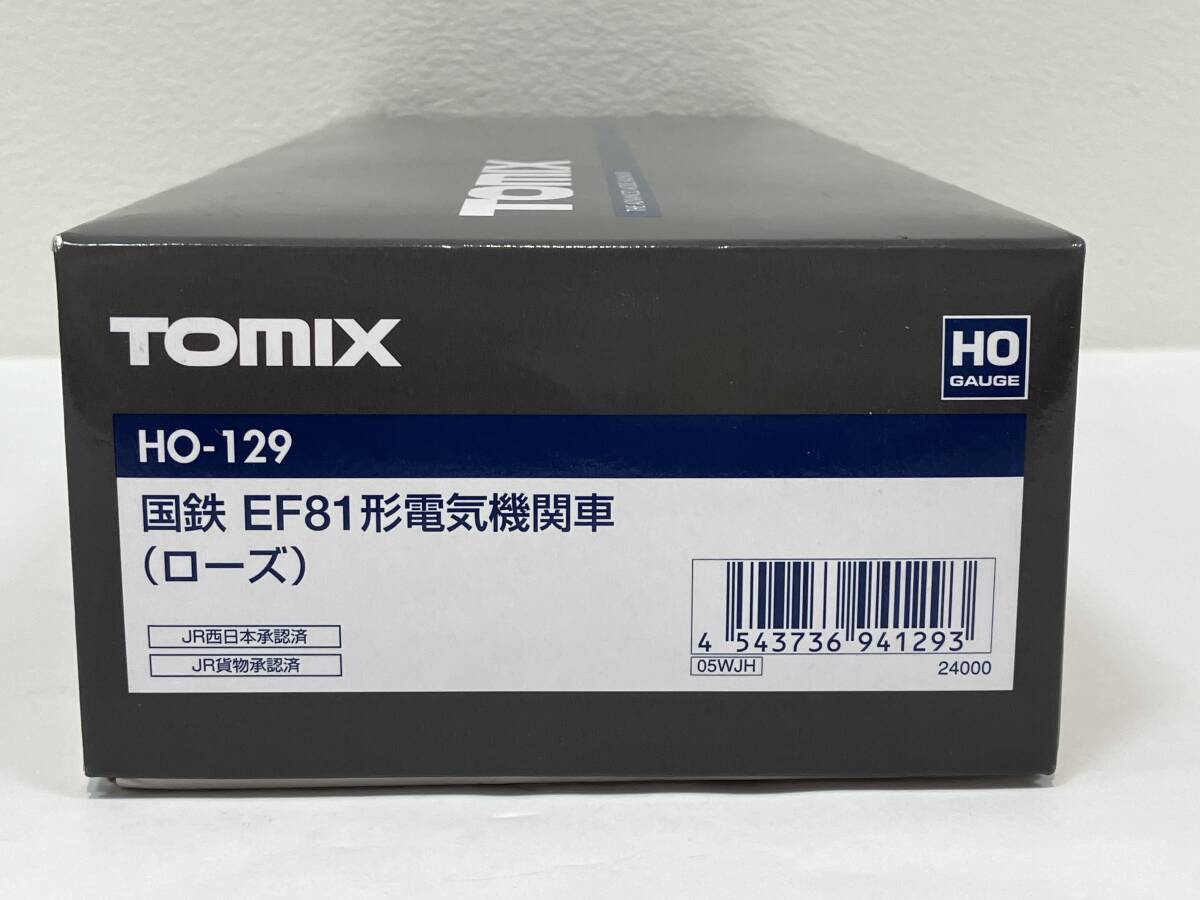 TOMIX
TOMIX
HO
GAUGE
HO-129
国鉄 EF81形電気機関車
（ローズ）
JR西日本承認済
JR貨物承認済
4 543736 941293
05WJH
24000